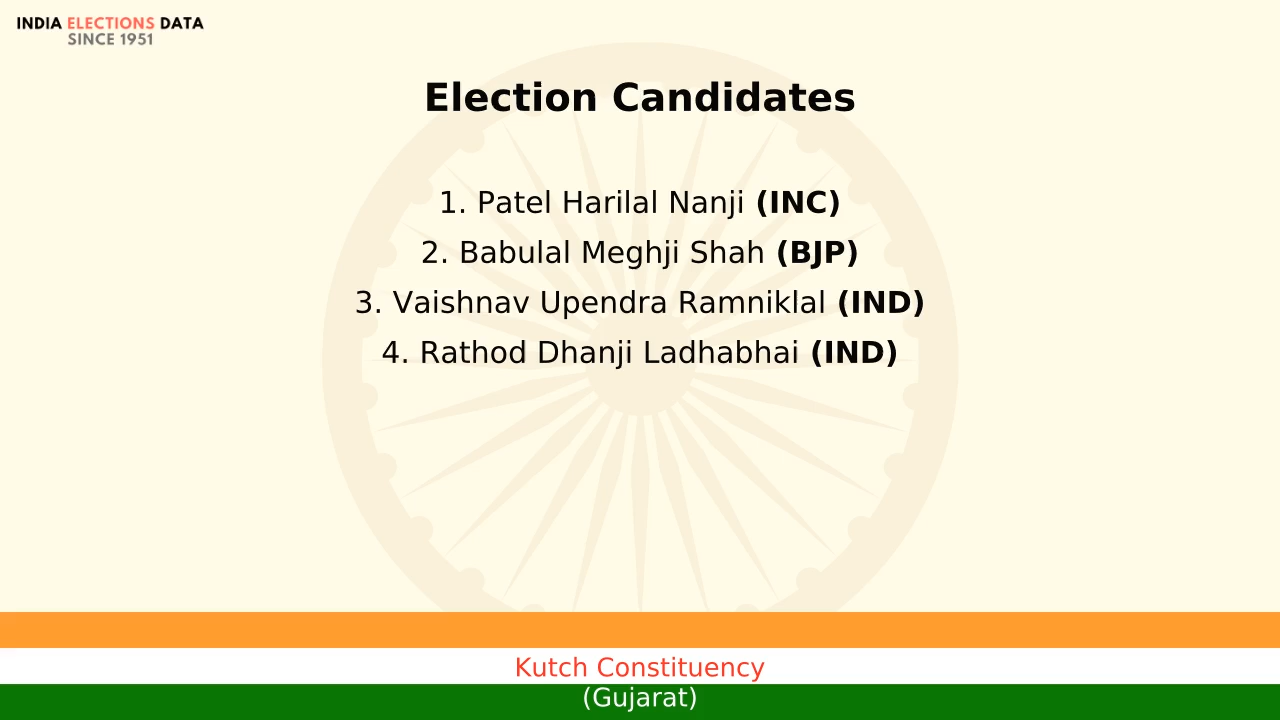 INDIA ELECTIONS DATA
SINCE 1951
Election Candidates
1. Patel Harilal Nanji (INC)
2. Babulal Meghji Shah (BJP)
3. Vaishnav Upendra Ramniklal (IND)
4. Rathod Dhanji Ladhabhai (IND)
Kutch Constituency
(Gujarat)